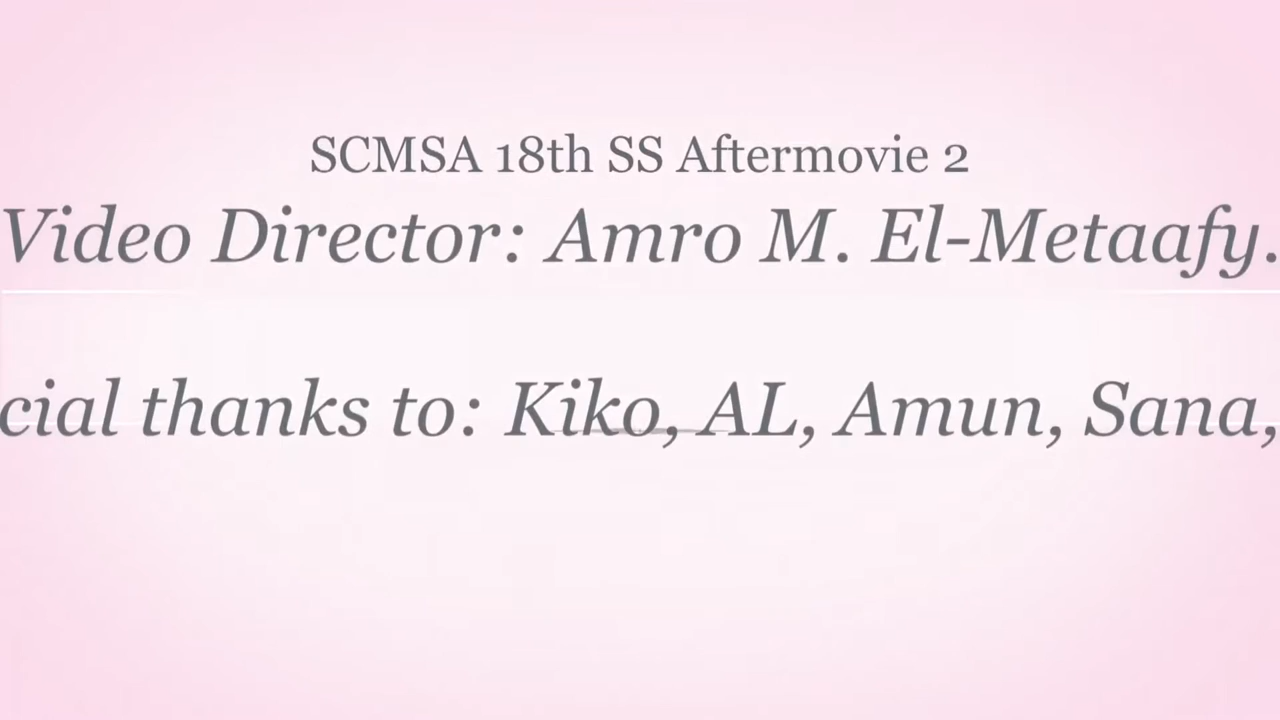 SCMSA 18th SS Aftermovie 2
Video Director: Amro M. El-Metaafy.
cial thanks to: Kiko, AL, Amun, Sana,